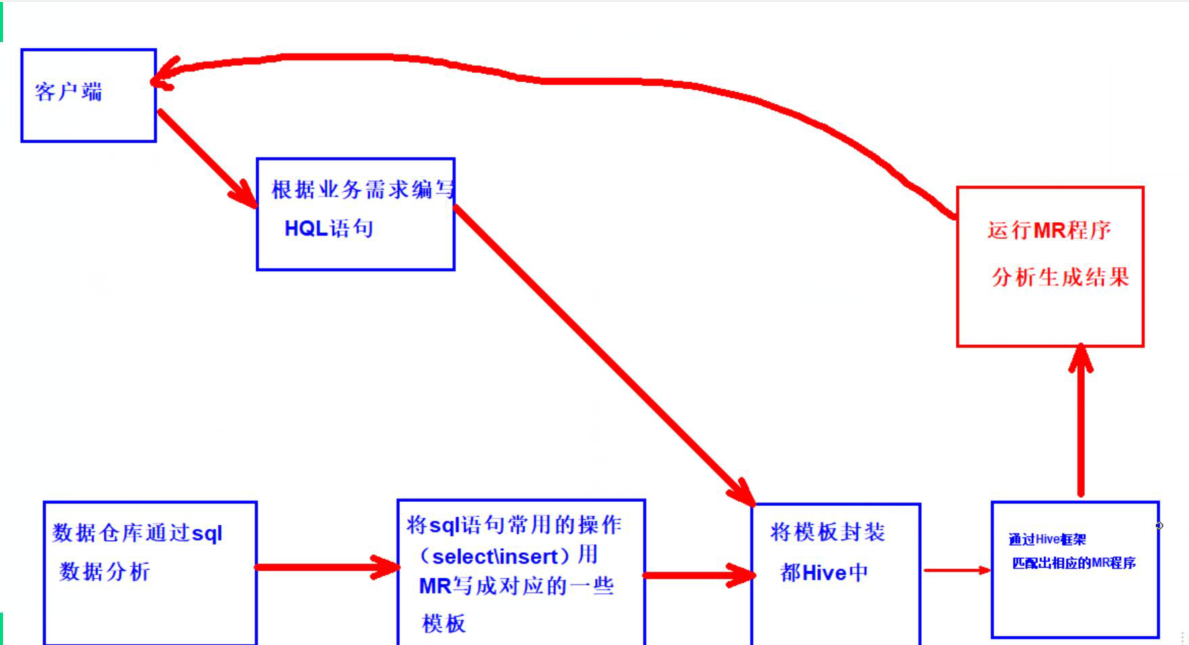 客户端
根据业务需求编写
HQL语句
运行MR程序
分析生成结果
数据仓库通过sql
数据分析
将sql语句常用的操作
（select\insert）用
MR写成对应的一些
模板
将模板封装
都Hive中
通过Hive框架
匹配出相应的MR程序